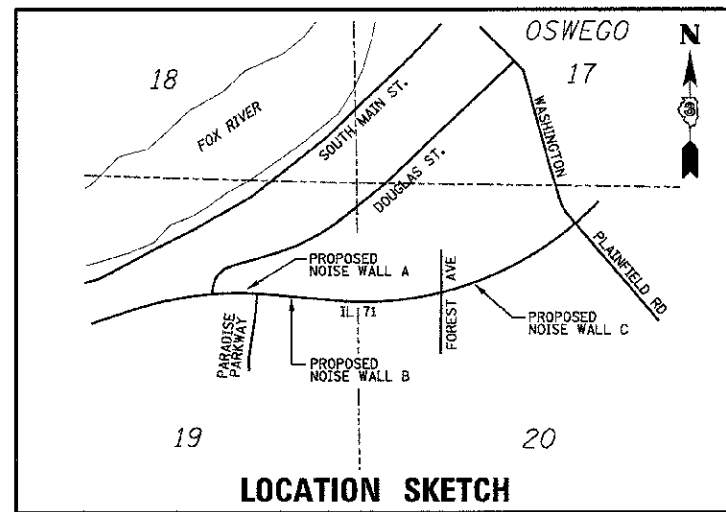 OSWEGO
N
18
17
FOX RIVER
SOUTH MAIN ST.
WASHINGTON
DOUGLAS ST.
PROPOSED
NOISE WALL A
PLAINFIELD RD
FOREST AVE
IL 71
PARADISE
PARKWAY
PROPOSED
NOISE WALL B
PROPOSED
NOISE WALL C
19
20
LOCATION SKETCH